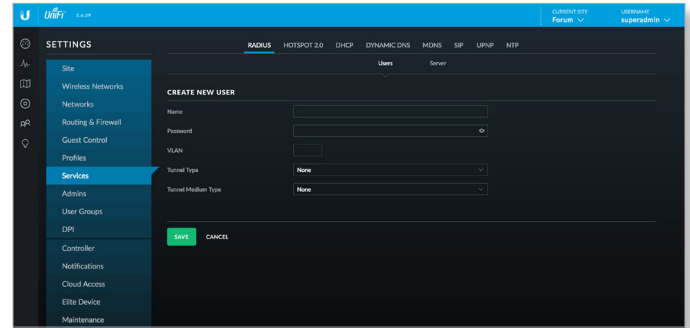 UniFi 5.6.29
CURRENT SITE
Forum
USERNAME
superadmin
SETTINGS
RADIUS HOTSPOT 2.0 DHCP DYNAMIC DNS MDNS SIP UPNP NTP
Users Server
Site
Wireless Networks
Networks
Routing & Firewall
Guest Control
Profiles
Services
Admins
User Groups
DPI
Controller
Notifications
Cloud Access
Elite Device
Maintenance
CREATE NEW USER
Name
Password
VLAN
Tunnel Type None
Tunnel Medium Type None
SAVE CANCEL